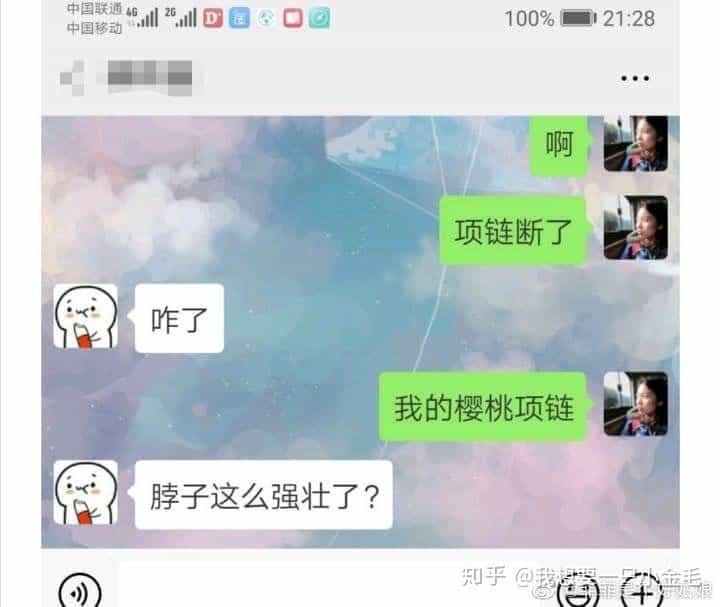 中国联通 4G 2G 100% 21:28
中国移动
啊
项链断了
咋了
我的樱桃项链
脖子这么强壮了?
知乎 @我想要一只小金毛